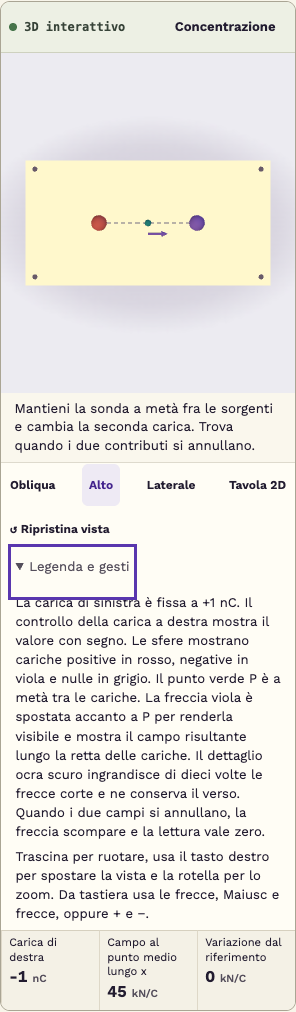 3D interattivo
Concentrazione
Mantieni la sonda a metà fra le sorgenti
e cambia la seconda carica. Trova
quando i due contributi si annullano.
Obliqua
Alto
Laterale
Tavola 2D
↺ Ripristina vista
▼ Legenda e gesti
La carica di sinistra è fissa a +1 nC. Il
controllo della carica a destra mostra il
valore con segno. Le sfere mostrano
cariche positive in rosso, negative in
viola e nulle in grigio. Il punto verde P è a
metà tra le cariche. La freccia viola è
spostata accanto a P per renderla
visibile e mostra il campo risultante
lungo la retta delle cariche. Il dettaglio
ocra scuro ingrandisce di dieci volte le
frecce corte e ne conserva il verso.
Quando i due campi si annullano, la
freccia scompare e la lettura vale zero.
Trascina per ruotare, usa il tasto destro
per spostare la vista e la rotella per lo
zoom. Da tastiera usa le frecce, Maiusc e
frecce, oppure + e −.
Carica di
destra
-1 nC
Campo al
punto medio
lungo x
45 kN/C
Variazione dal
riferimento
0 kN/C